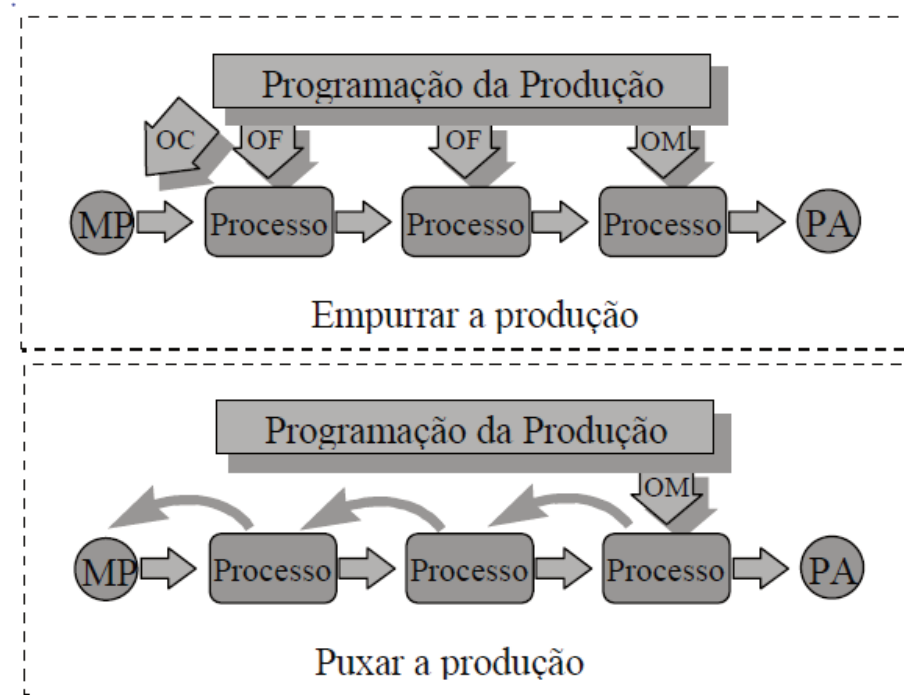 Programação da Produção
OC OF OF OM
MP Processo Processo Processo PA
Empurrar a produção
Programação da Produção
OM
MP Processo Processo Processo PA
Puxar a produção